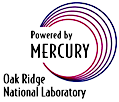 Powered by
MERCURY
Oak Ridge
National Laboratory